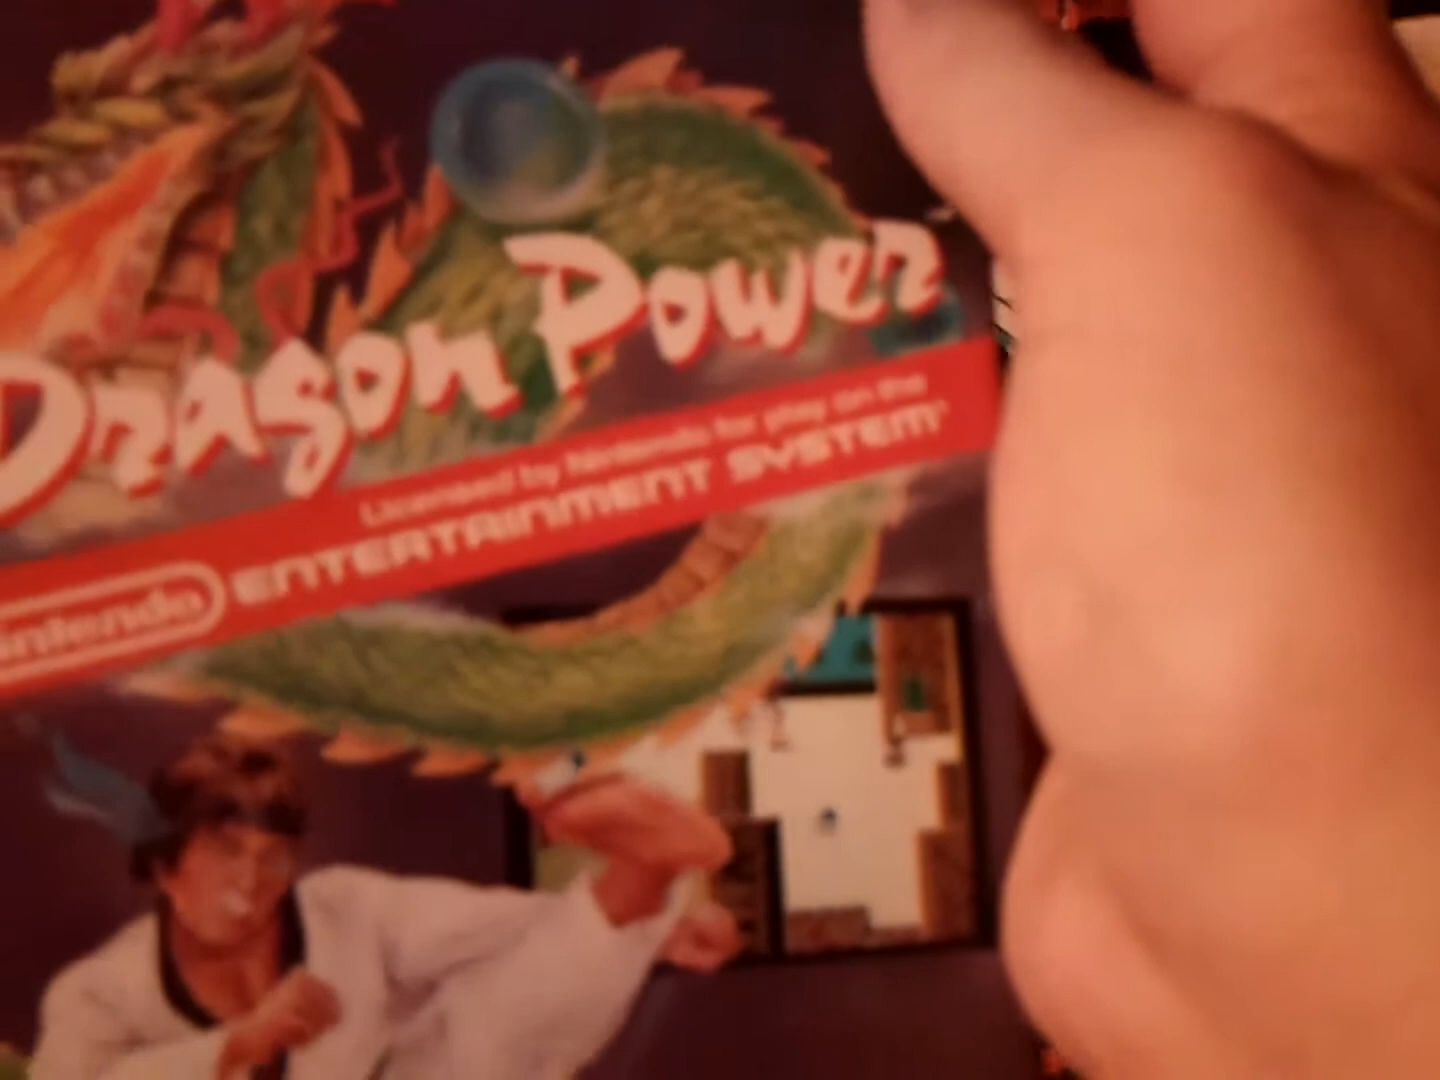 Dragon Power
Licensed by Nintendo for play on the
Nintendo ENTERTAINMENT SYSTEM